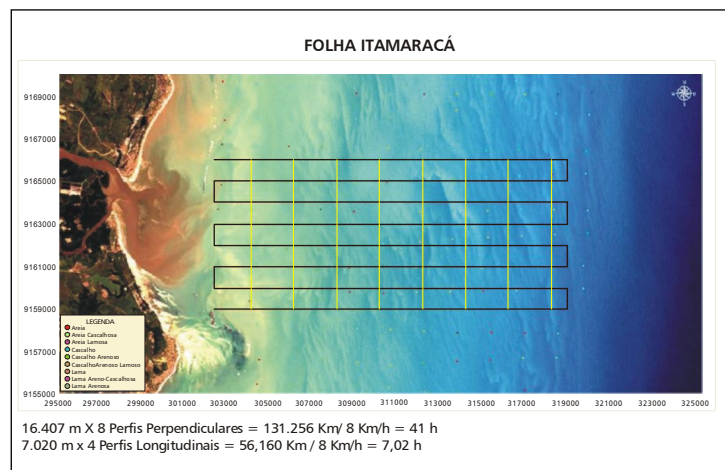 FOLHA ITAMARACÁ
9169000
9167000
9165000
9163000
9161000
9159000
9157000
9155000
LEGENDA
Areia
Areia Cascalhosa
Areia Lamosa
Cascalho
Cascalho Arenoso
CascalhoArenoso Lamoso
Lama
Lama Areno-Cascalhosa
Lama Arenosa
295000 297000 299000 301000 303000 305000 307000 309000 311000 313000 315000 317000 319000 321000 323000 325000
16.407 m X 8 Perfis Perpendiculares = 131.256 Km/ 8 Km/h = 41 h
7.020 m x 4 Perfis Longitudinais = 56,160 Km / 8 Km/h = 7,02 h